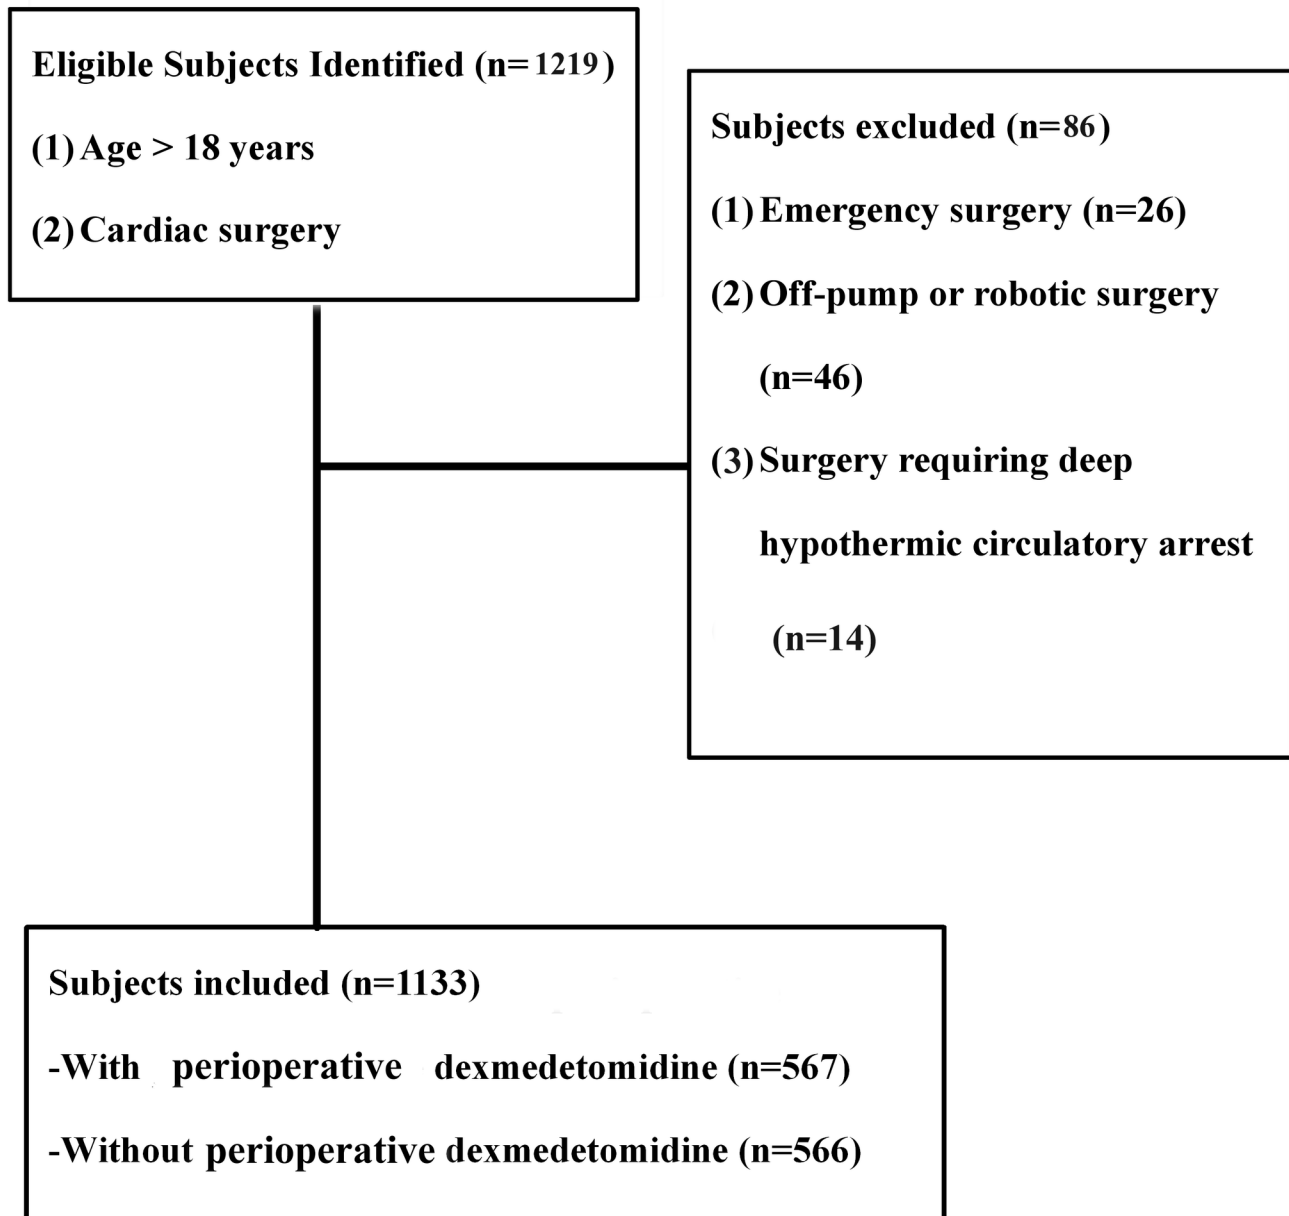 Eligible Subjects Identified (n=1219)
(1) Age > 18 years
(2) Cardiac surgery
Subjects excluded (n=86)
(1) Emergency surgery (n=26)
(2) Off-pump or robotic surgery
(n=46)
(3) Surgery requiring deep
hypothermic circulatory arrest
(n=14)
Subjects included (n=1133)
-With perioperative dexmedetomidine (n=567)
-Without perioperative dexmedetomidine (n=566)